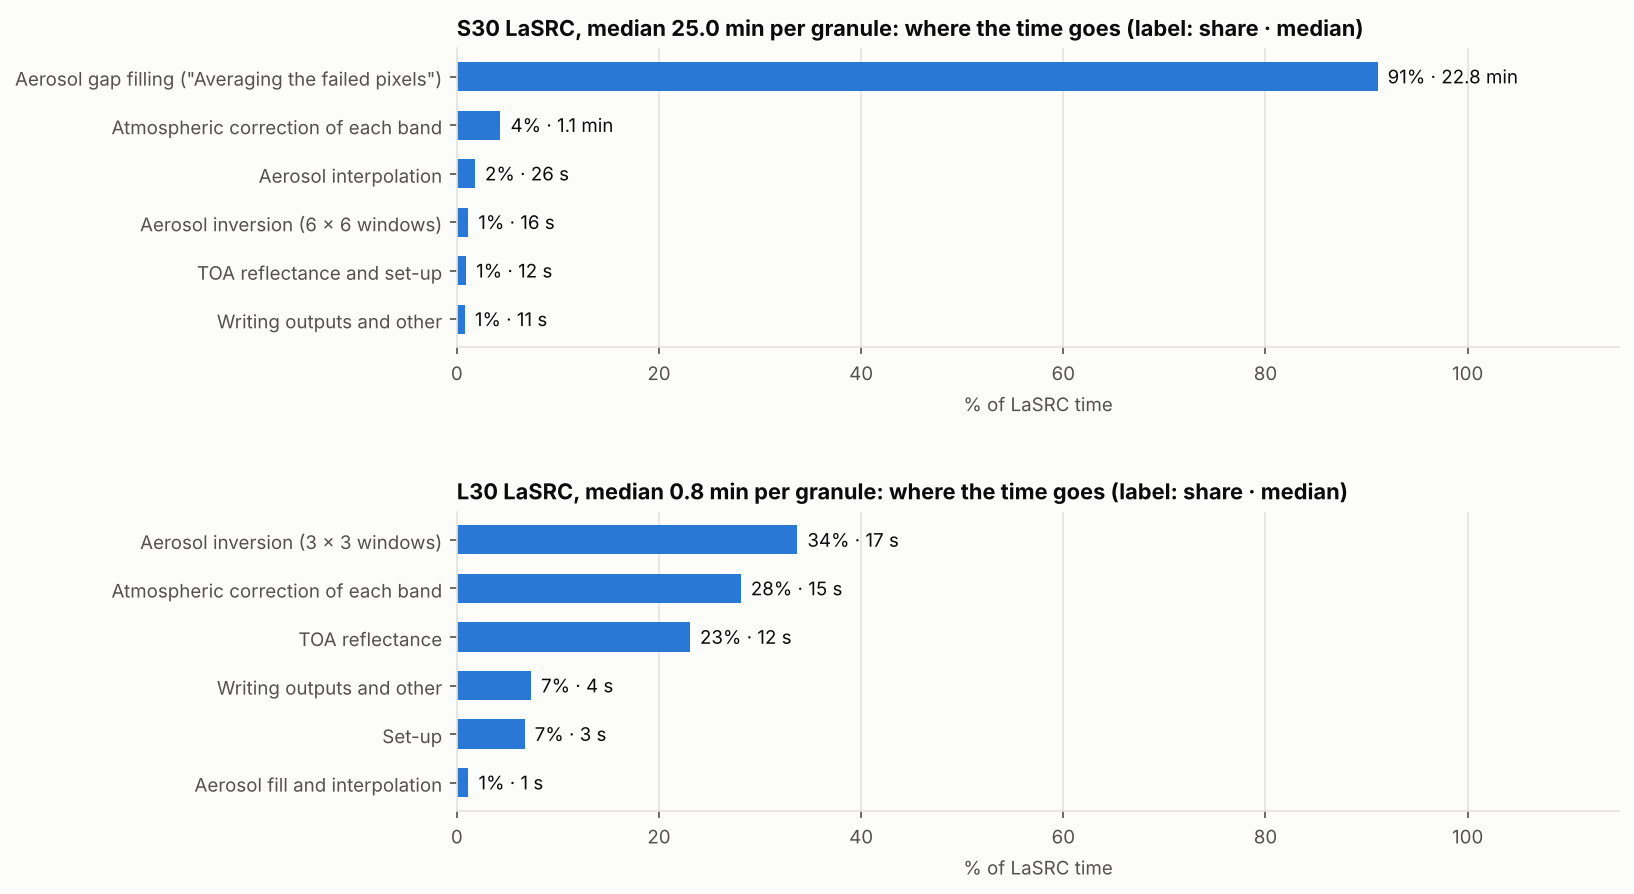 S30 LaSRC, median 25.0 min per granule: where the time goes (label: share · median)
Aerosol gap filling ("Averaging the failed pixels") 91% · 22.8 min
Atmospheric correction of each band 4% · 1.1 min
Aerosol interpolation 2% · 26 s
Aerosol inversion (6 × 6 windows) 1% · 16 s
TOA reflectance and set-up 1% · 12 s
Writing outputs and other 1% · 11 s
0 20 40 60 80 100
% of LaSRC time
L30 LaSRC, median 0.8 min per granule: where the time goes (label: share · median)
Aerosol inversion (3 × 3 windows) 34% · 17 s
Atmospheric correction of each band 28% · 15 s
TOA reflectance 23% · 12 s
Writing outputs and other 7% · 4 s
Set-up 7% · 3 s
Aerosol fill and interpolation 1% · 1 s
0 20 40 60 80 100
% of LaSRC time